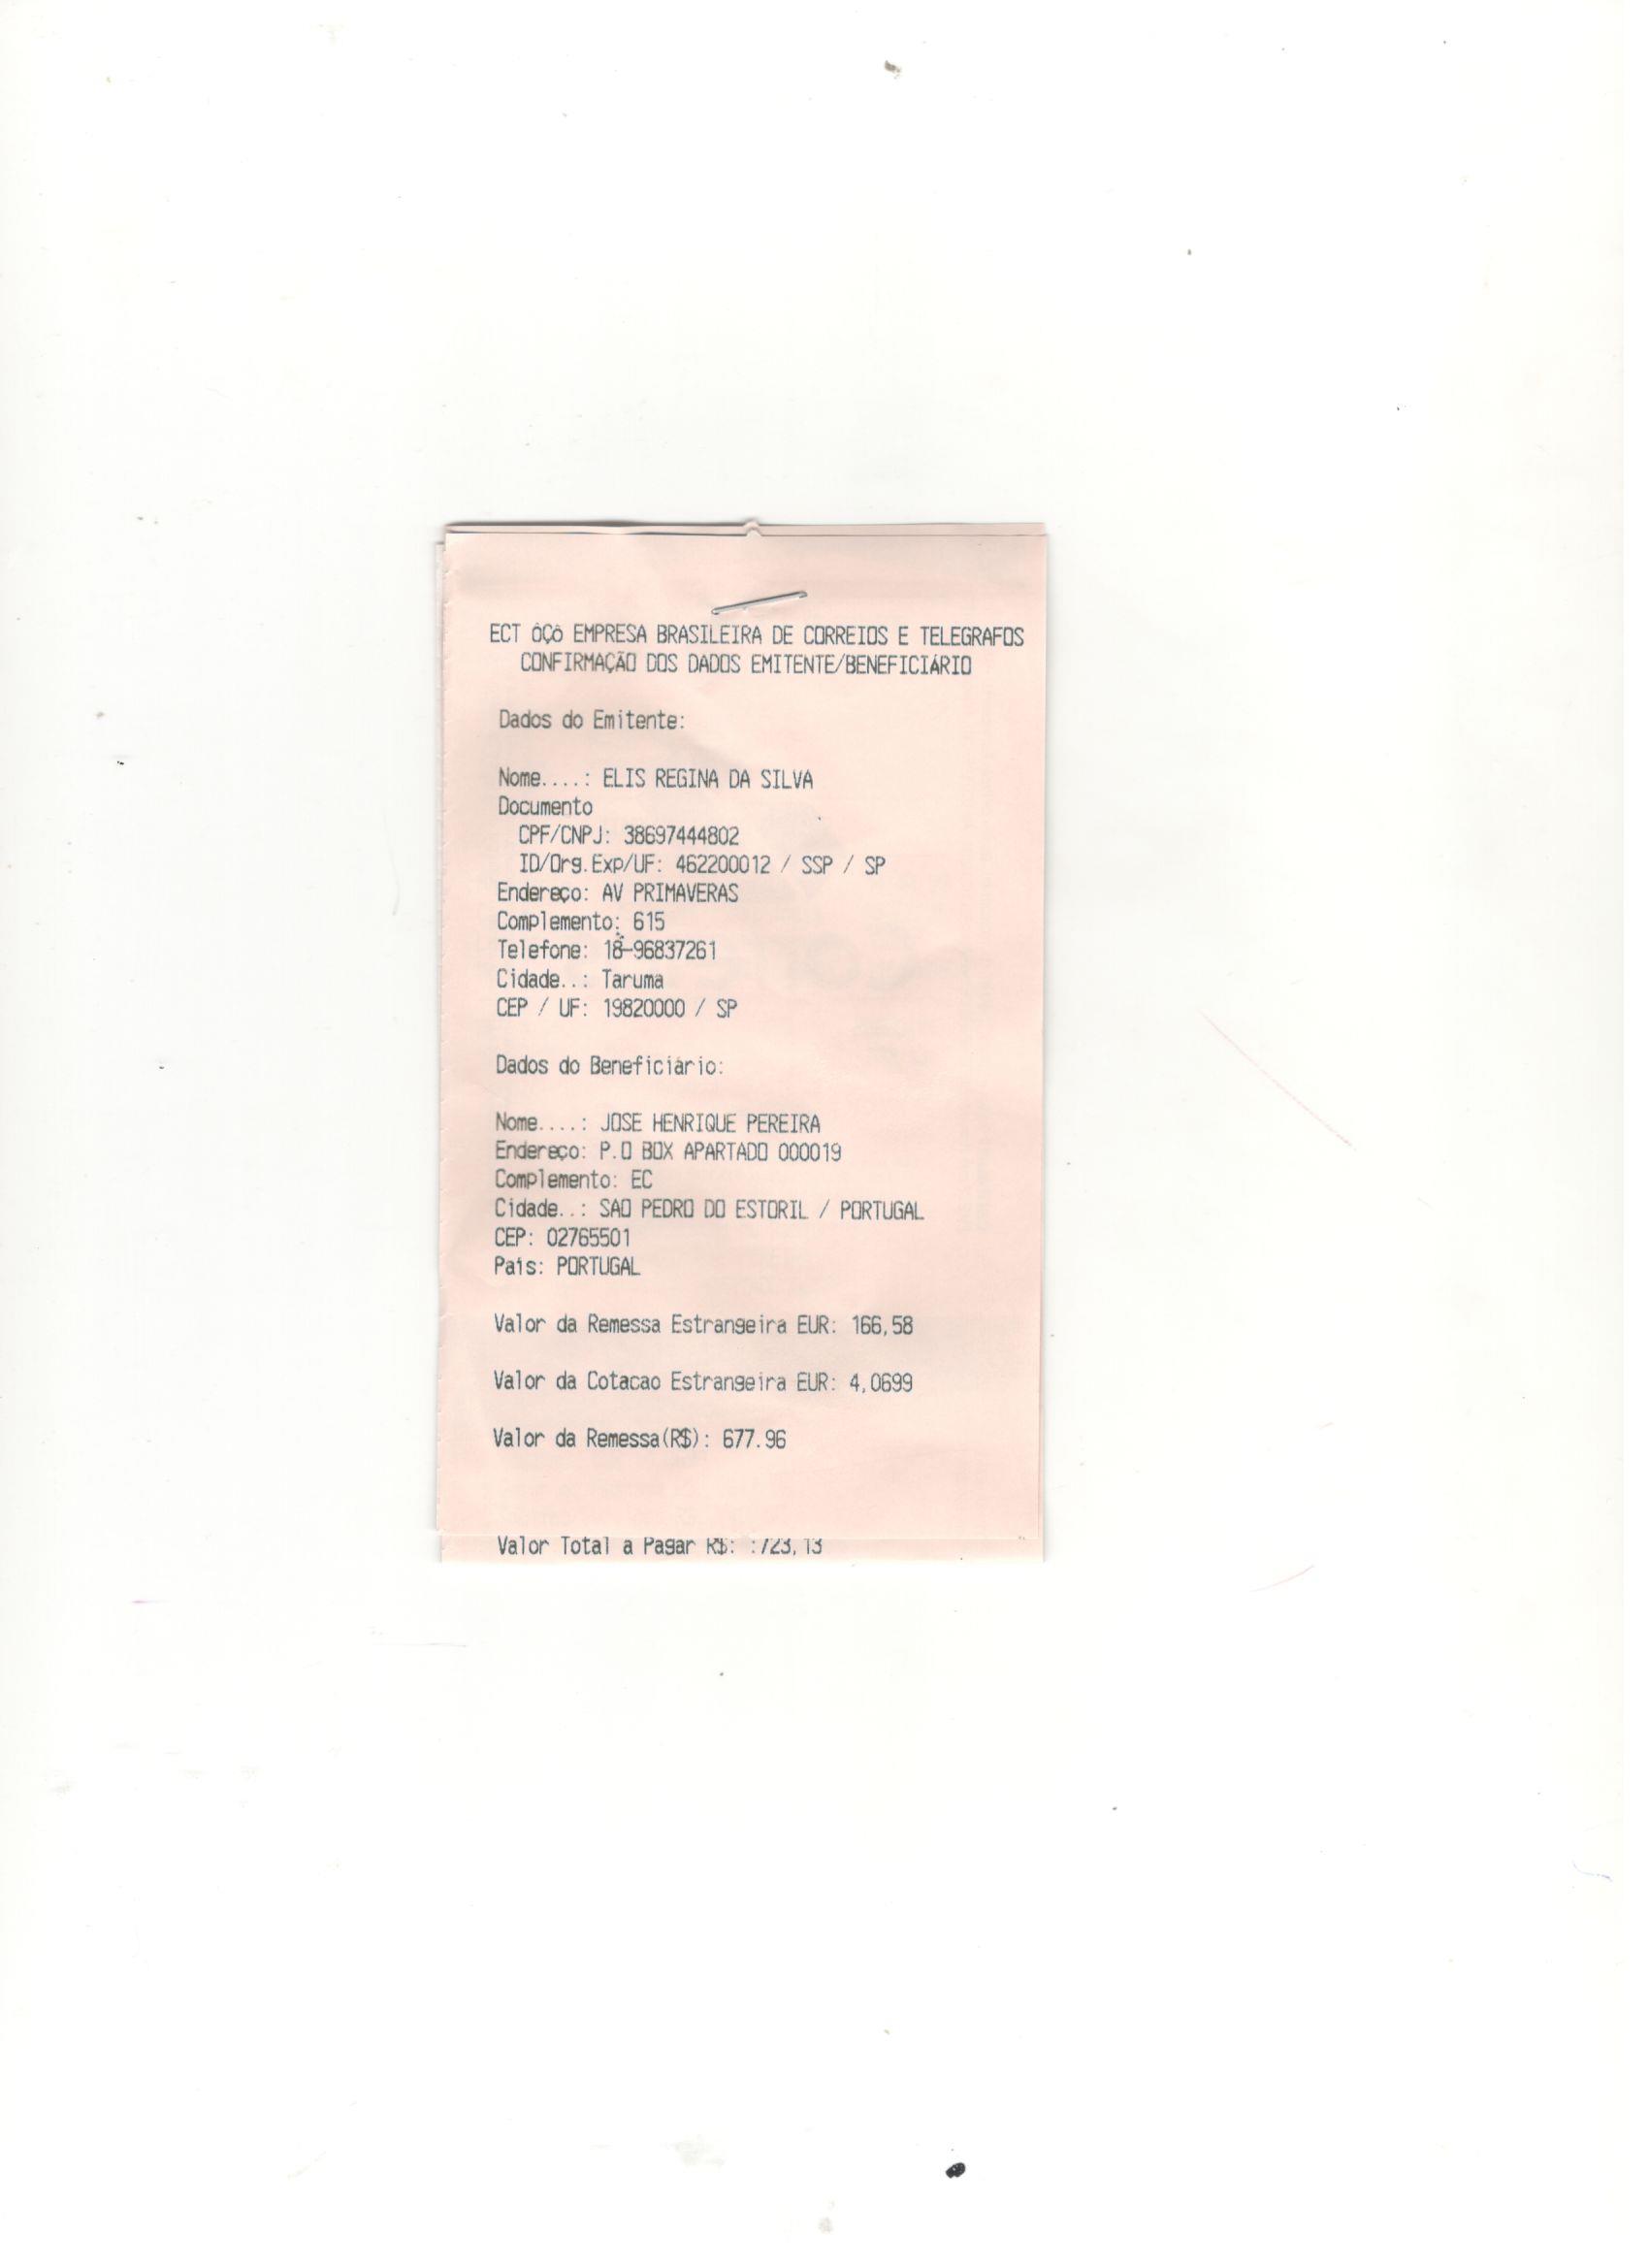 ECT ôçô EMPRESA BRASILEIRA DE CORREIOS E TELEGRAFOS
CONFIRMAÇÃO DOS DADOS EMITENTE/BENEFICIÁRIO
Dados do Emitente:
Nome....: ELIS REGINA DA SILVA
Documento
CPF/CNPJ: 38697444802
ID/Org.Exp/UF: 462200012 / SSP / SP
Endereço: AV PRIMAVERAS
Complemento: 615
Telefone: 18-96837261
Cidade..: Taruma
CEP / UF: 19820000 / SP
Dados do Beneficiário:
Nome....: JOSE HENRIQUE PEREIRA
Endereço: P.O BOX APARTADO 000019
Complemento: EC
Cidade..: SAO PEDRO DO ESTORIL / PORTUGAL
CEP: 02765501
País: PORTUGAL
Valor da Remessa Estrangeira EUR: 166,58
Valor da Cotacao Estrangeira EUR: 4,0699
Valor da Remessa(R$): 677.96
Valor Total a Pagar R$: :723,13